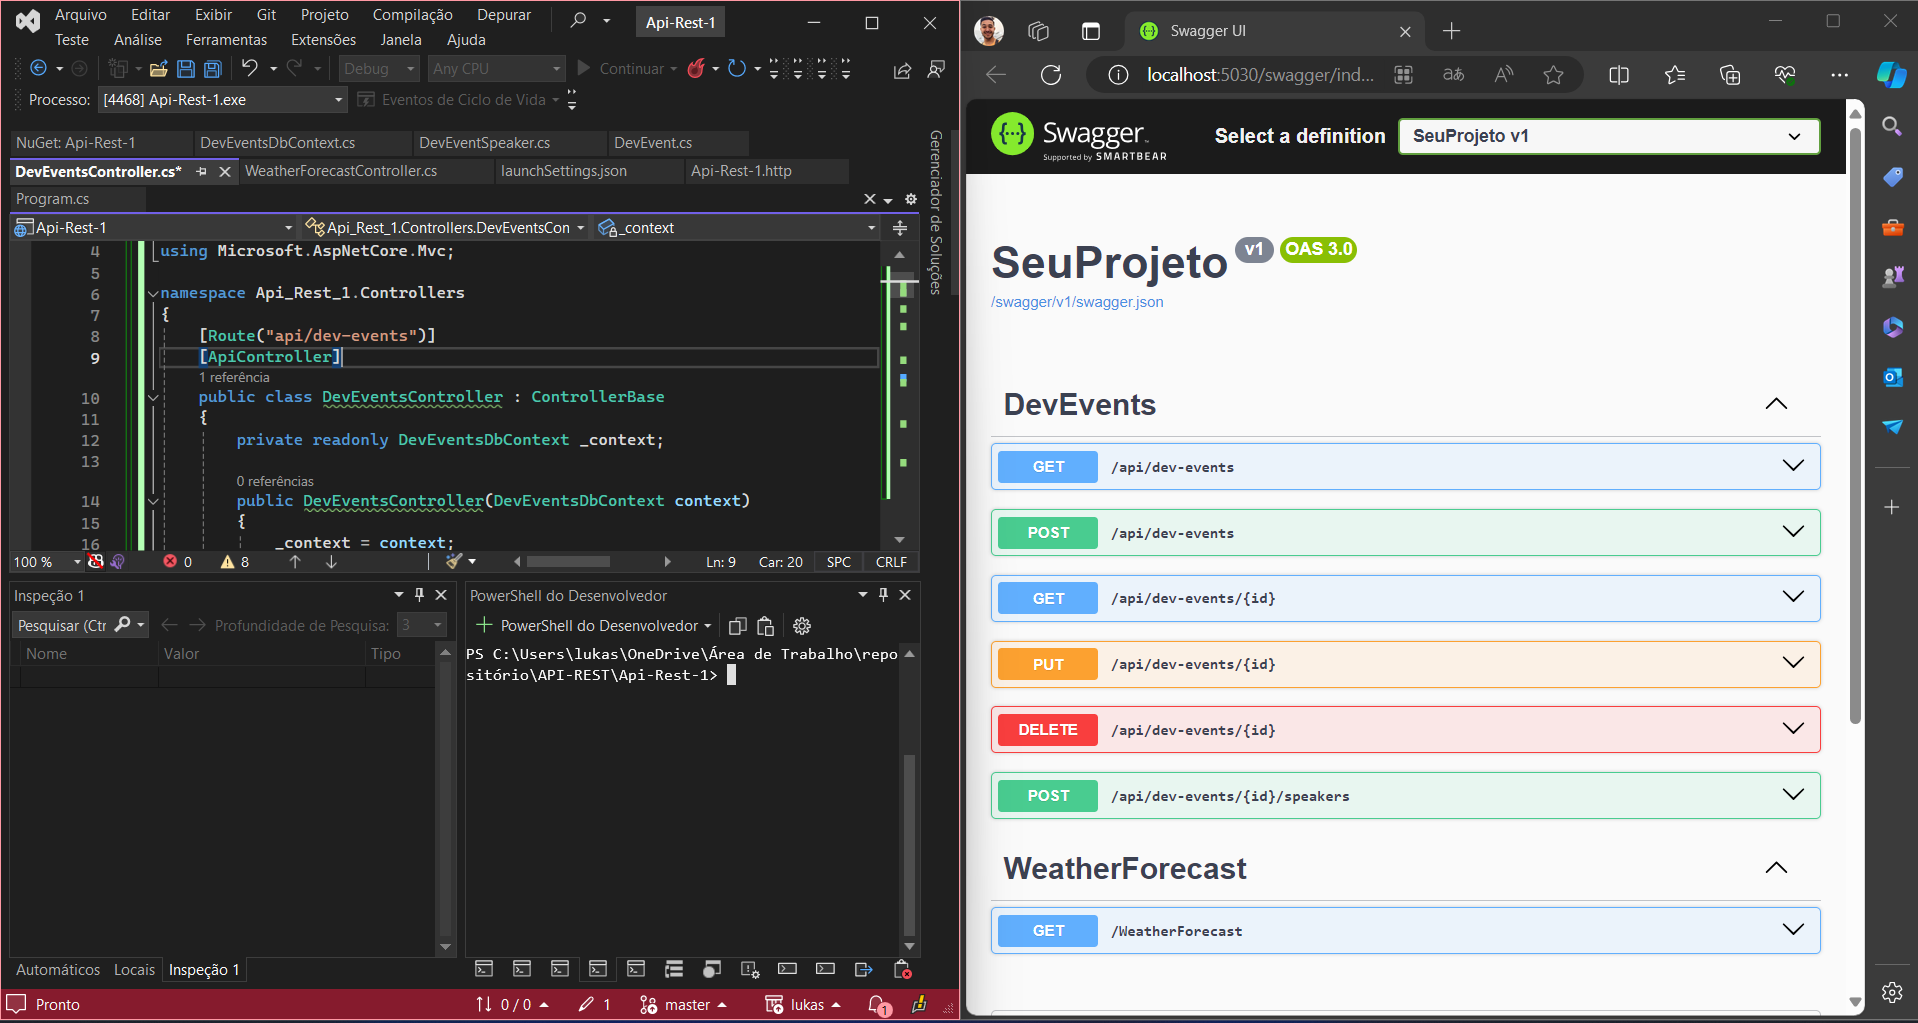 Arquivo Editar Exibir Git Projeto Compilação Depurar
Api-Rest-1
Teste Análise Ferramentas Extensões Janela Ajuda
Debug Any CPU Continuar
Processo: [4468] Api-Rest-1.exe Eventos de Ciclo de Vida
NuGet: Api-Rest-1 DevEventsDbContext.cs DevEventSpeaker.cs DevEvent.cs
DevEventsController.cs* WeatherForecastController.cs launchSettings.json Api-Rest-1.http
Program.cs
Gerenciador de Soluções
Api-Rest-1 Api_Rest_1.Controllers.DevEventsCon _context
4 using Microsoft.AspNetCore.Mvc;
5
6 namespace Api_Rest_1.Controllers
7 {
8 [Route("api/dev-events")]
9 [ApiController]
1 referência
10 public class DevEventsController : ControllerBase
11 {
12 private readonly DevEventsDbContext _context;
13
0 referências
14 public DevEventsController(DevEventsDbContext context)
15 {
16 _context = context;
100 % 0 8 Ln: 9 Car: 20 SPC CRLF
Inspeção 1
Pesquisar (Ctr Profundidade de Pesquisa: 3
Nome Valor Tipo
Automáticos Locais Inspeção 1
PowerShell do Desenvolvedor
PowerShell do Desenvolvedor
PS C:\Users\lukas\OneDrive\Área de Trabalho\repo
sitório\API-REST\Api-Rest-1>
Pronto 0 / 0 1 master lukas 1
Swagger UI
localhost:5030/swagger/ind...
Swagger
Supported by SMARTBEAR
Select a definition SeuProjeto v1
SeuProjeto v1 OAS 3.0
/swagger/v1/swagger.json
DevEvents
GET /api/dev-events
POST /api/dev-events
GET /api/dev-events/{id}
PUT /api/dev-events/{id}
DELETE /api/dev-events/{id}
POST /api/dev-events/{id}/speakers
WeatherForecast
GET /WeatherForecast